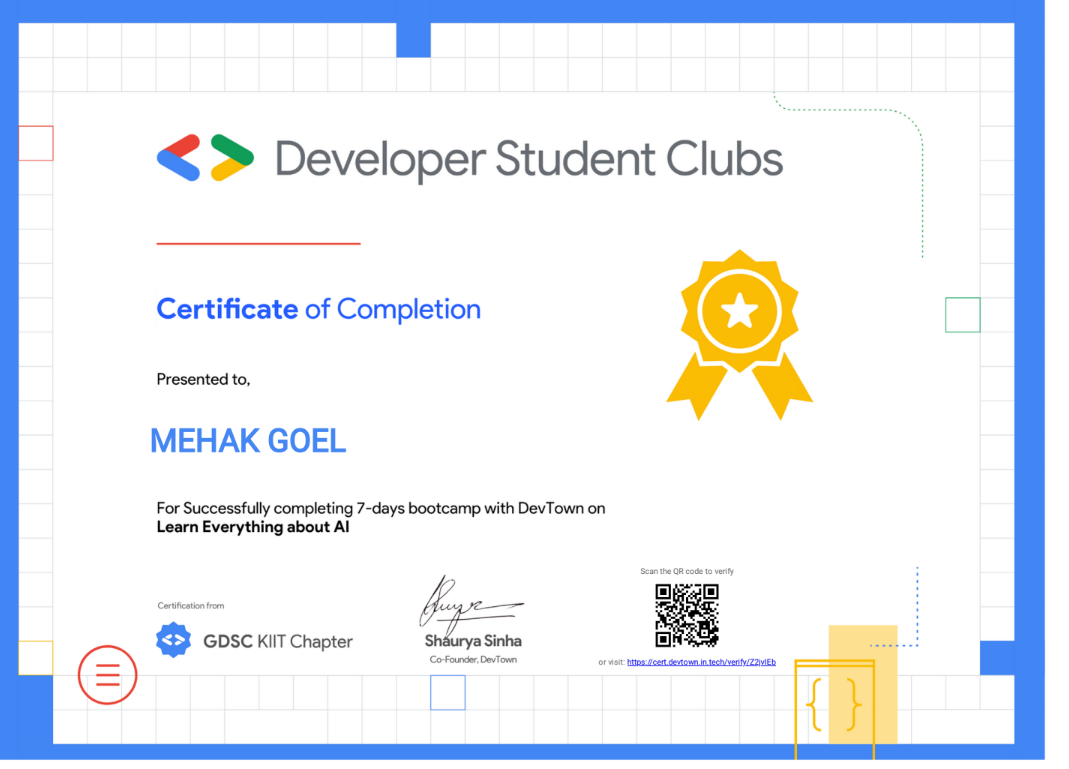 Developer Student Clubs
Certificate of Completion
Presented to,
MEHAK GOEL
For Successfully completing 7-days bootcamp with DevTown on
Learn Everything about AI
Scan the QR code to verify
Certification from
GDSC KIIT Chapter
Shaurya Sinha
Co-Founder, DevTown
or visit: https://cert.devtown.in.tech/verify/Z2jvIEb
{ }